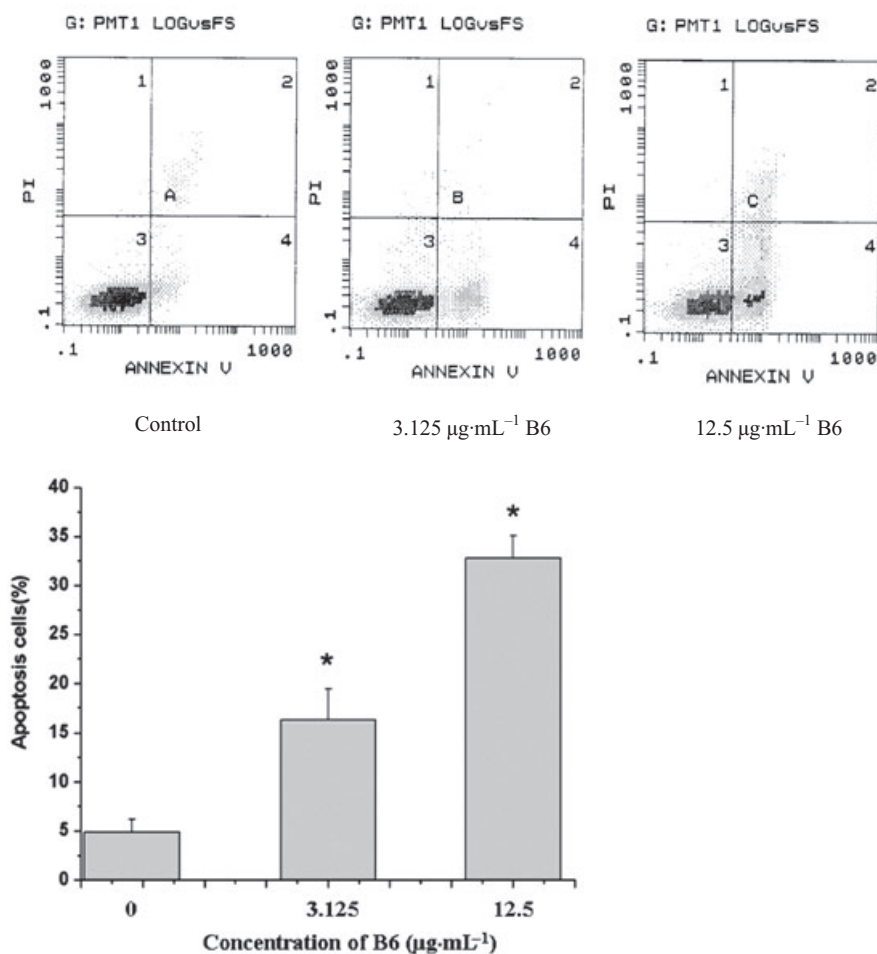 G: PMT1 LOGvsFS G: PMT1 LOGvsFS G: PMT1 LOGvsFS
1000 1 2 1000 1 2 1000 1 2
PI A PI B PI C
3 4 3 4 3 4
.1 .1 .1
.1 1000 .1 1000 .1 1000
ANNEXIN V ANNEXIN V ANNEXIN V
Control 3.125 μg·mL⁻¹ B6 12.5 μg·mL⁻¹ B6
40
35
30
25
20
15
10
5
0
Apoptosis cells(%)
* *
0 3.125 12.5
Concentration of B6 (μg·mL⁻¹)